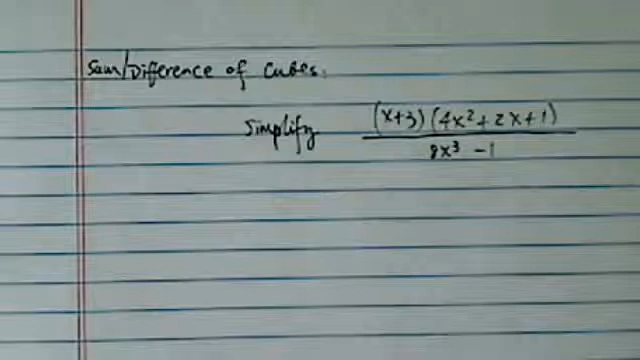 Sum/Difference of Cubes.
Simplify (x+3)(4x²+2x+1)
8x³ -1